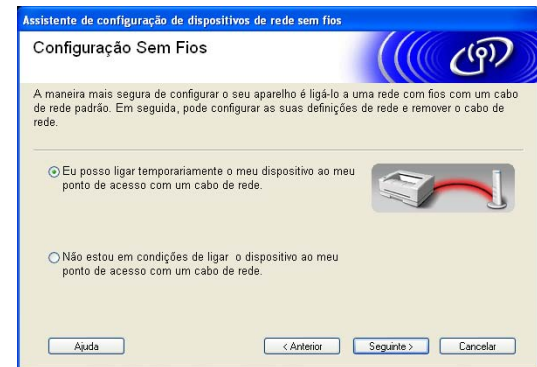 Assistente de configuração de dispositivos de rede sem fios
Configuração Sem Fios
A maneira mais segura de configurar o seu aparelho é ligá-lo a uma rede com fios com um cabo
de rede padrão. Em seguida, pode configurar as suas definições de rede e remover o cabo de
rede.
Eu posso ligar temporariamente o meu dispositivo ao meu
ponto de acesso com um cabo de rede.
Não estou em condições de ligar o dispositivo ao meu
ponto de acesso com um cabo de rede.
Ajuda
< Anterior
Seguinte >
Cancelar